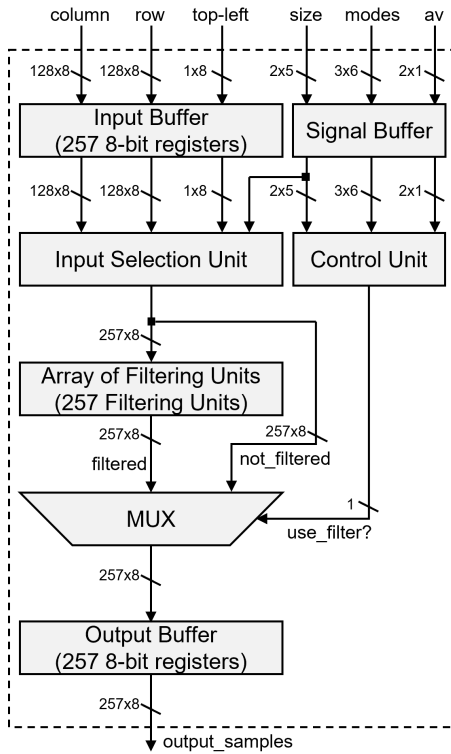 column row top-left size modes av
128x8 128x8 1x8 2x5 3x6 2x1
Input Buffer
(257 8-bit registers)
Signal Buffer
128x8 128x8 1x8 2x5 3x6 2x1
Input Selection Unit
Control Unit
257x8
Array of Filtering Units
(257 Filtering Units)
257x8 257x8
filtered not_filtered
MUX
1
use_filter?
257x8
Output Buffer
(257 8-bit registers)
257x8
output_samples